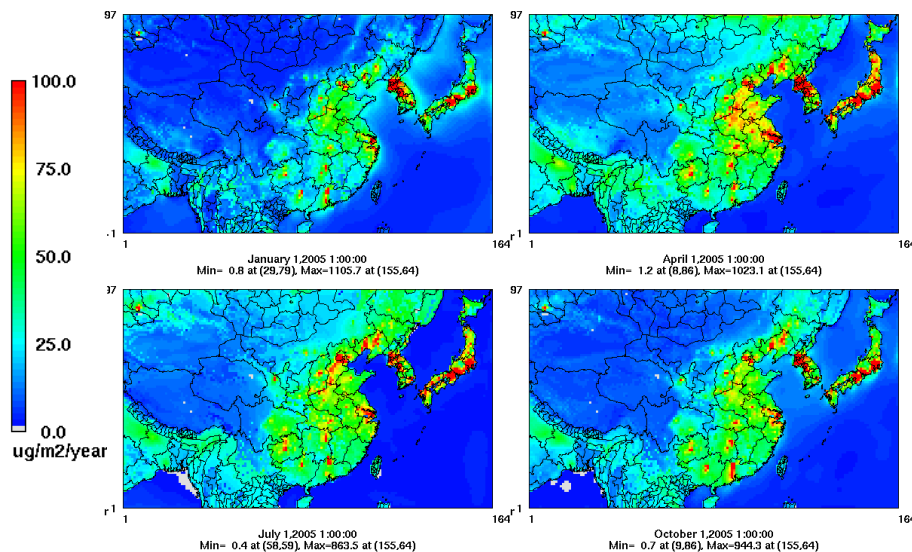 97
97
100.0
75.0
50.0
25.0
0.0
ug/m2/year
-1
1
164
r 1
1
164
January 1,2005 1:00:00
Min= 0.8 at (29,79), Max=1105.7 at (155,64)
April 1,2005 1:00:00
Min= 1.2 at (8,86), Max=1023.1 at (155,64)
37
97
r 1
1
164
r 1
1
164
July 1,2005 1:00:00
Min= 0.4 at (58,59), Max=863.5 at (155,64)
October 1,2005 1:00:00
Min= 0.7 at (9,86), Max=944.3 at (155,64)